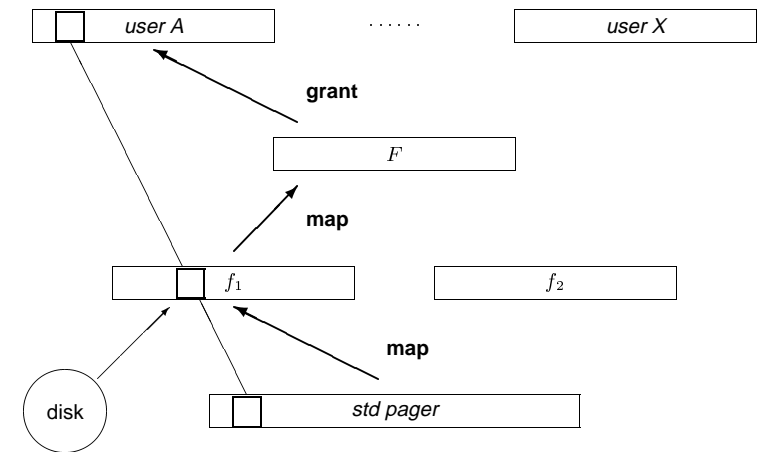 user A
......
user X
grant
F
map
f₁
f₂
map
disk
std pager